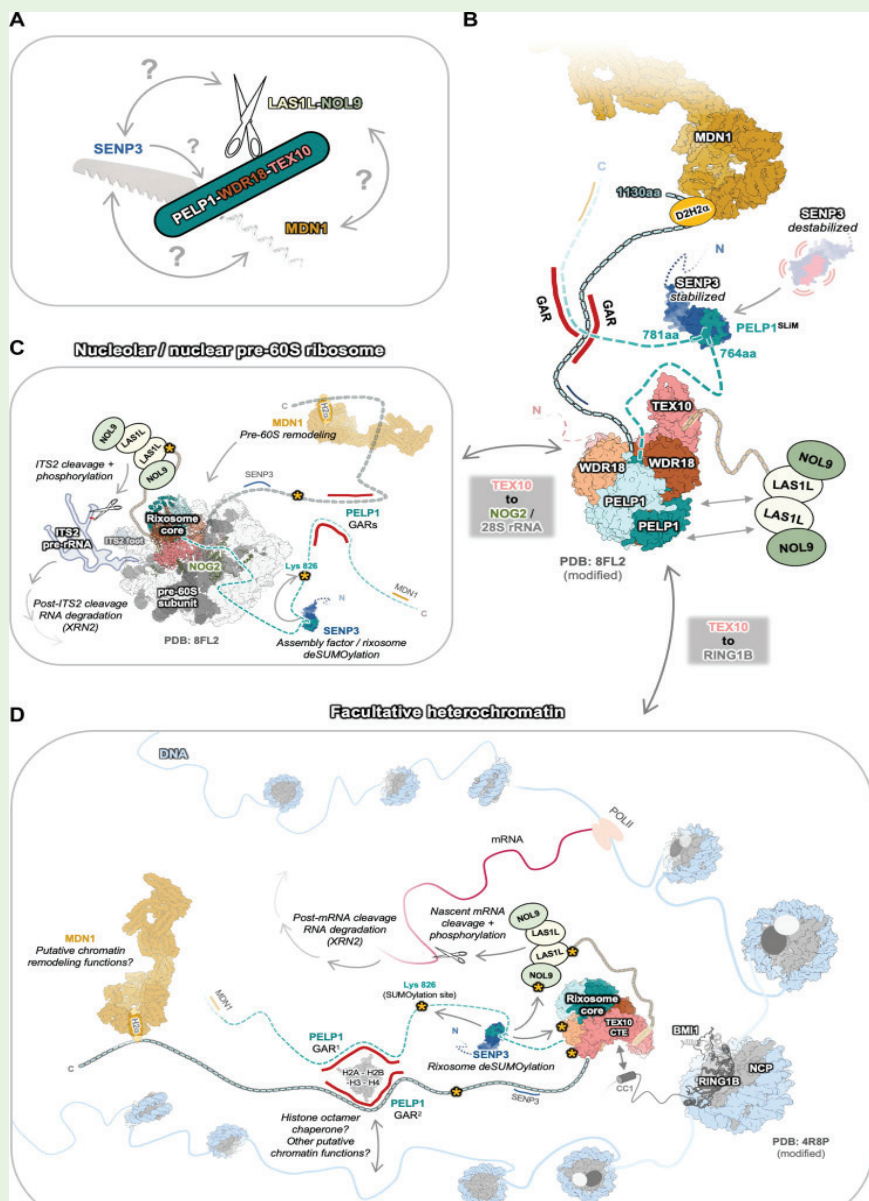 A
?
LAS1L-NOL9
SENP3
?
PELP1-WDR18-TEX10
?
MDN1
?
B
MDN1
1130aa
D2H2α
C
N
SENP3
destabilized
SENP3
stabilized
GAR
GAR
PELP1SLiM
781aa
764aa
TEX10
N
WDR18
WDR18
PELP1
PELP1
NOL9
LAS1L
LAS1L
NOL9
PDB: 8FL2
(modified)
TEX10
to
NOG2 /
28S rRNA
TEX10
to
RING1B
C
Nucleolar / nuclear pre-60S ribosome
C
H2α
MDN1
Pre-60S remodeling
NOL9
LAS1L
LAS1L
NOL9
ITS2 cleavage +
phosphorylation
SENP3
PELP1
GARs
Rixosome
core
ITS2
pre-rRNA
ITS2 foot
NOG2
Lys 826
pre-60S
subunit
N
MDN1
C
Post-ITS2 cleavage
RNA degradation
(XRN2)
PDB: 8FL2
SENP3
Assembly factor / rixosome
deSUMOylation
D
Facultative heterochromatin
DNA
POLII
mRNA
MDN1
Putative chromatin
remodeling functions?
Post-mRNA cleavage
RNA degradation
(XRN2)
Nascent mRNA
cleavage +
phosphorylation
NOL9
LAS1L
LAS1L
NOL9
MDN1
Lys 826
(SUMOylation site)
Rixosome
core
TEX10
CTE
H2α
C
PELP1
GAR1
N
SENP3
Rixosome deSUMOylation
BMI1
RING1B
NCP
H2A - H2B
-H3 - H4
CC1
PELP1
GAR2
SENP3
Histone octamer
chaperone?
Other putative
chromatin functions?
PDB: 4R8P
(modified)